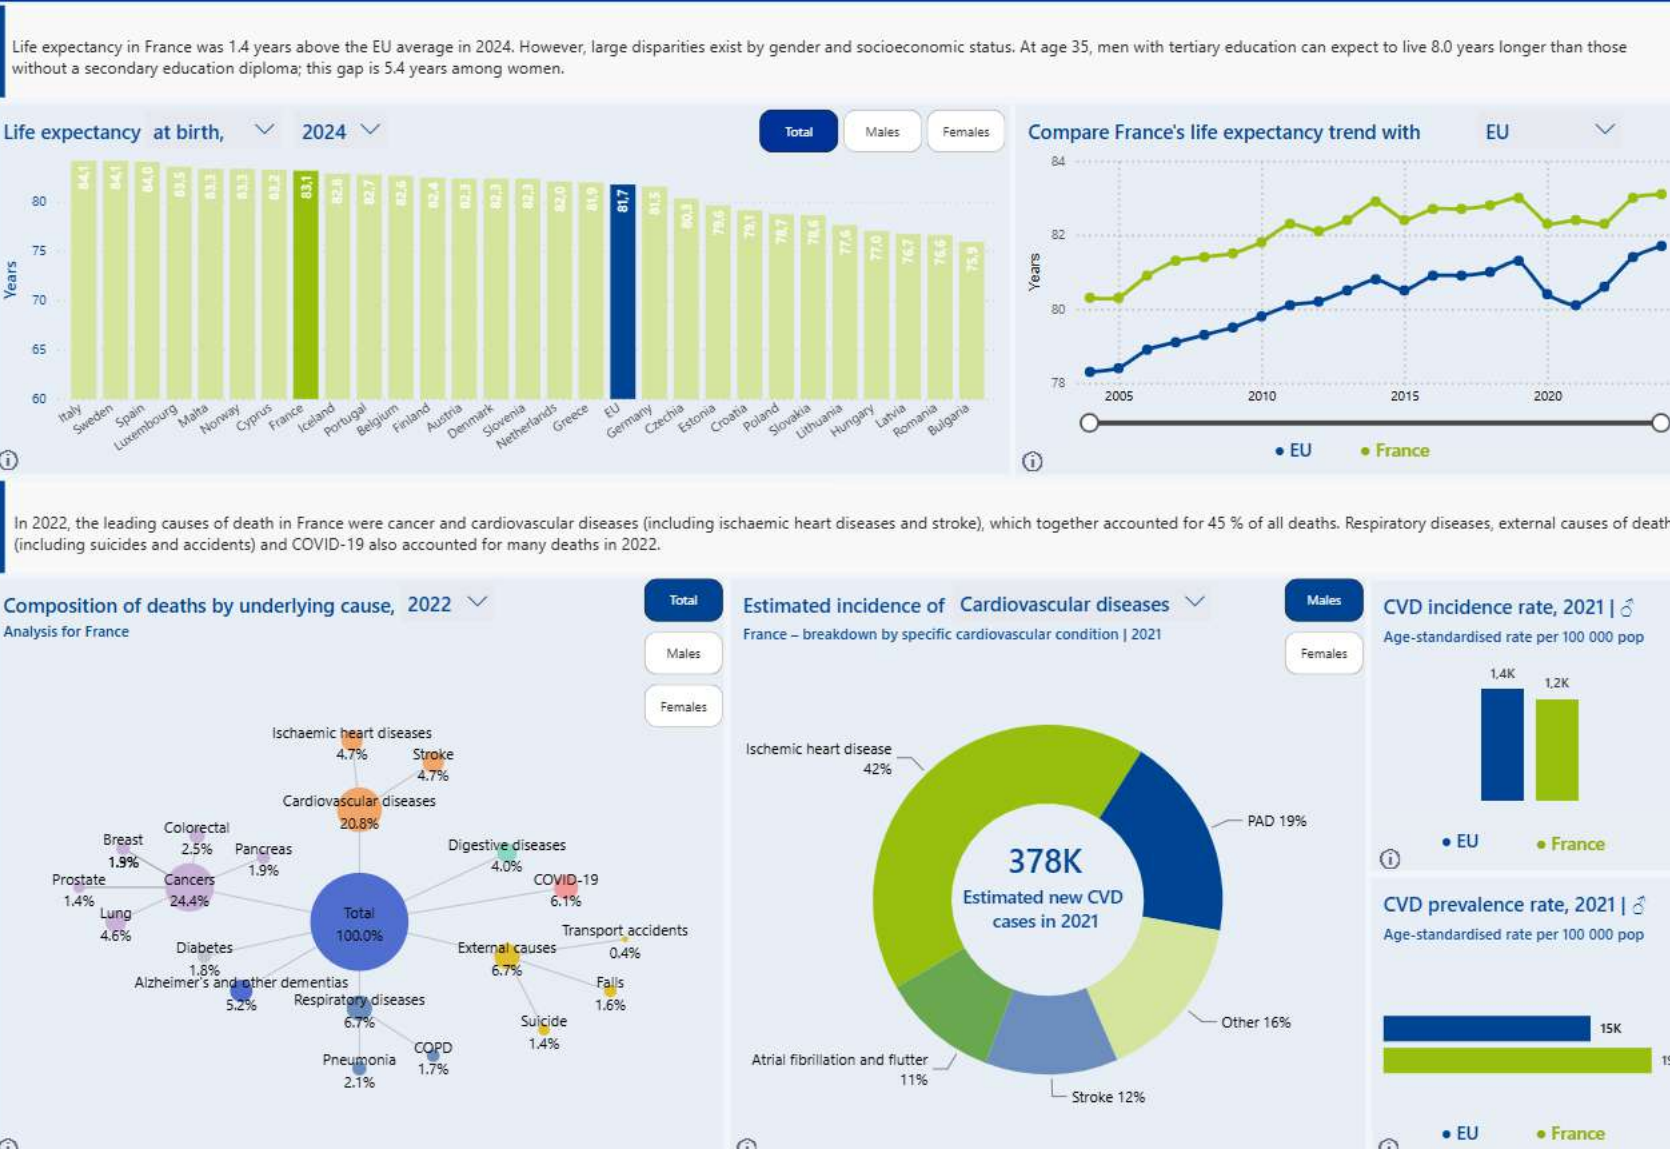 Life expectancy in France was 1.4 years above the EU average in 2024. However, large disparities exist by gender and socioeconomic status. At age 35, men with tertiary education can expect to live 8.0 years longer than those
without a secondary education diploma; this gap is 5.4 years among women.
Life expectancy at birth, 2024
Total Males Females
Years
80
75
70
65
60
84,1 84,1 84,0 83,5 83,3 83,3 83,2 83,1 82,8 82,7 82,6 82,4 82,3 82,3 82,3 82,0 81,9 81,7 81,5 80,3 79,6 79,1 78,7 78,6 77,6 77,0 76,7 76,6 75,9
Italy Sweden Spain Luxembourg Malta Norway Cyprus France Iceland Portugal Belgium Finland Austria Denmark Slovenia Netherlands Greece EU Germany Czechia Estonia Croatia Poland Slovakia Lithuania Hungary Latvia Romania Bulgaria
Compare France's life expectancy trend with EU
Years
84
82
80
78
2005 2010 2015 2020
EU France
In 2022, the leading causes of death in France were cancer and cardiovascular diseases (including ischaemic heart diseases and stroke), which together accounted for 45 % of all deaths. Respiratory diseases, external causes of death
(including suicides and accidents) and COVID-19 also accounted for many deaths in 2022.
Composition of deaths by underlying cause, 2022
Analysis for France
Total
Males
Females
Ischaemic heart diseases
4.7%
Stroke
4.7%
Cardiovascular diseases
20.8%
Colorectal
2.5%
Breast
Pancreas
1.9%
Digestive diseases
4.0%
Prostate
1.4%
Cancers
24.4%
COVID-19
6.1%
Lung
4.6%
Total
100.0%
Transport accidents
0.4%
Diabetes
1.8%
External causes
6.7%
Alzheimer's and other dementias
5.2%
Respiratory diseases
6.7%
Falls
1.6%
Suicide
1.4%
Pneumonia
2.1%
COPD
1.7%
Estimated incidence of Cardiovascular diseases
France – breakdown by specific cardiovascular condition | 2021
Males
Females
Ischemic heart disease
42%
PAD 19%
378K
Estimated new CVD
cases in 2021
Other 16%
Atrial fibrillation and flutter
11%
Stroke 12%
CVD incidence rate, 2021 | ♂
Age-standardised rate per 100 000 pop
1,4K
1,2K
EU France
CVD prevalence rate, 2021 | ♂
Age-standardised rate per 100 000 pop
15K
EU France